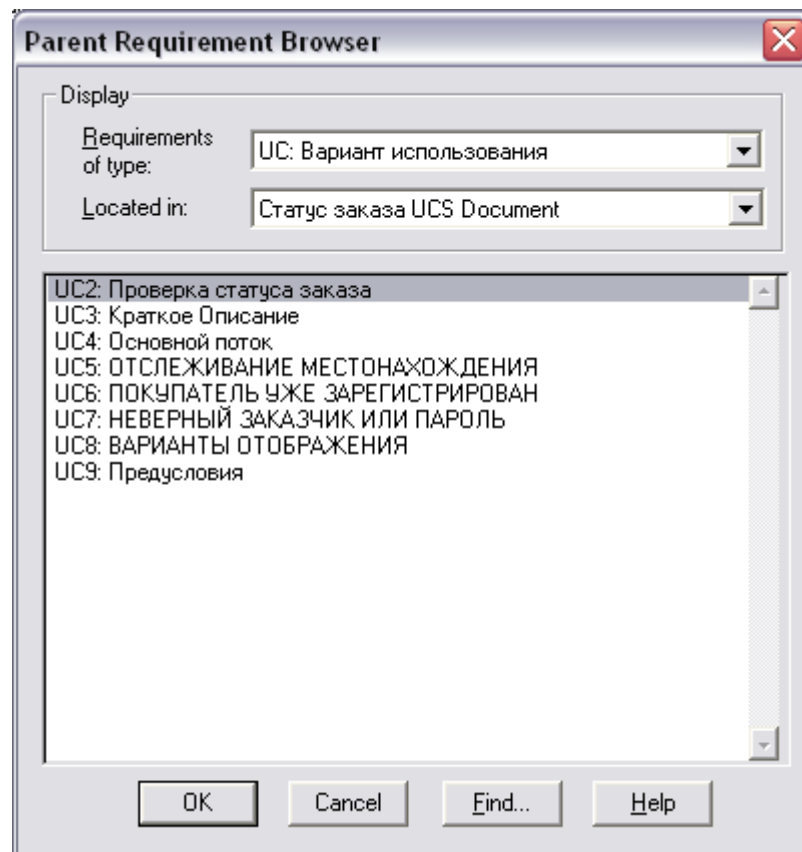 Parent Requirement Browser
Display
Requirements of type:
UC: Вариант использования
Located in:
Статус заказа UCS Document
UC2: Проверка статуса заказа
UC3: Краткое Описание
UC4: Основной поток
UC5: ОТСЛЕЖИВАНИЕ МЕСТОНАХОЖДЕНИЯ
UC6: ПОКУПАТЕЛЬ УЖЕ ЗАРЕГИСТРИРОВАН
UC7: НЕВЕРНЫЙ ЗАКАЗЧИК ИЛИ ПАРОЛЬ
UC8: ВАРИАНТЫ ОТОБРАЖЕНИЯ
UC9: Предусловия
OK
Cancel
Find...
Help